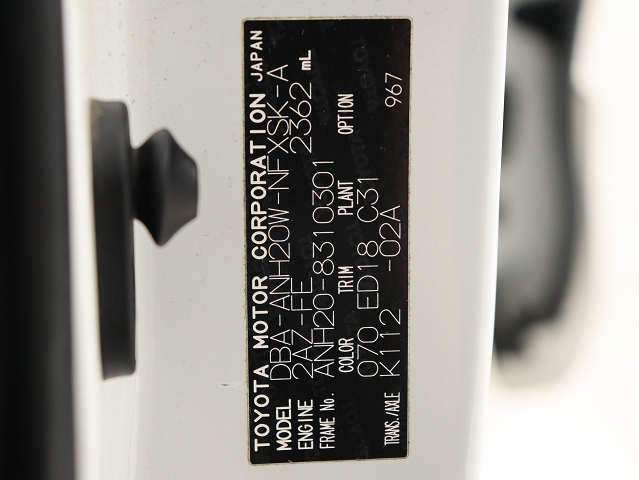 TOYOTA MOTOR CORPORATION JAPAN
MODEL DBA-ANH20W-NFXSK-A
ENGINE 2AZ-FE 2362 mL
FRAME No. ANH20-8310301
COLOR TRIM PLANT OPTION
070 ED18 C31 967
TRANS./AXLE K112 -02A